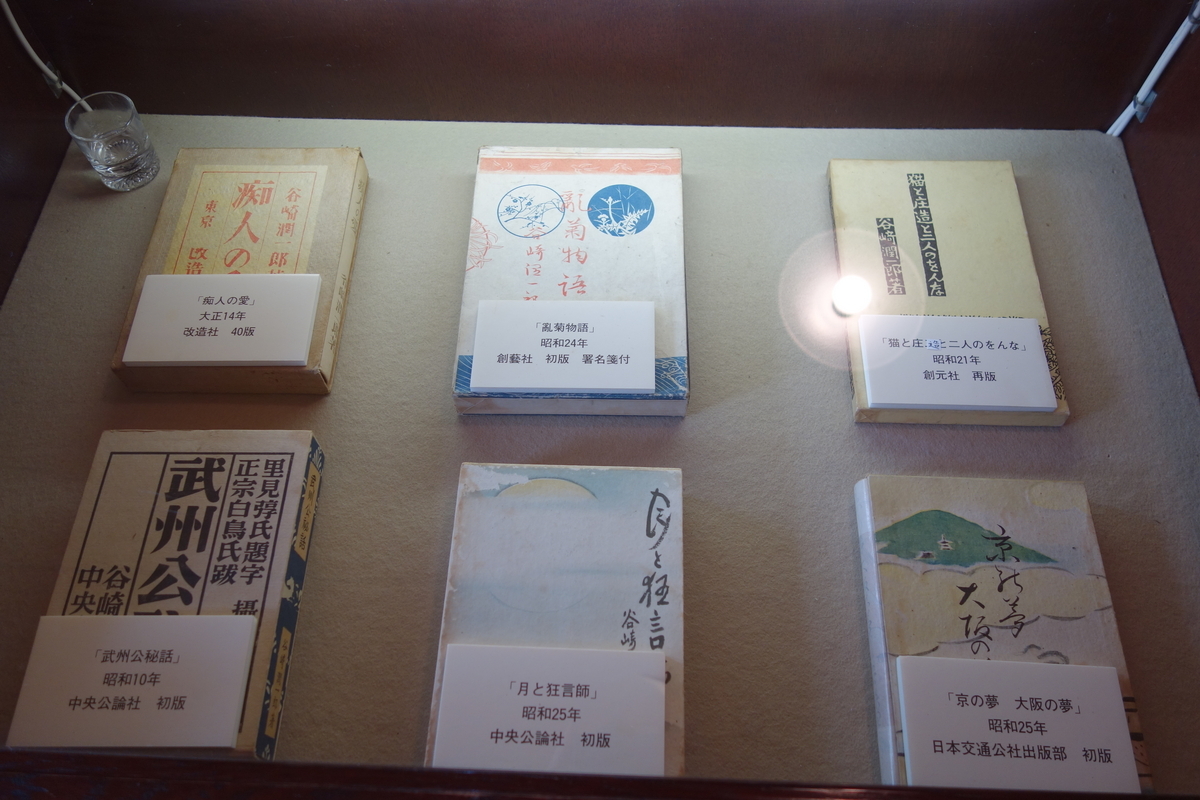 谷崎潤一郎
痴人の
東京
改造
「痴人の愛」
大正14年
改造社　40版
亂菊物語
谷崎潤一郎
「亂菊物語」
昭和24年
創藝社　初版　署名箋付
猫と庄造と二人のをんな
谷崎潤一郎著
「猫と庄造と二人のをんな」
昭和21年
創元社　再版
里見弴氏題字
正宗白鳥氏跋
武州公
谷崎
中央
武州公秘話
「武州公秘話」
昭和10年
中央公論社　初版
月と狂言
谷崎
「月と狂言師」
昭和25年
中央公論社　初版
京の夢
大阪の
「京の夢　大阪の夢」
昭和25年
日本交通公社出版部　初版